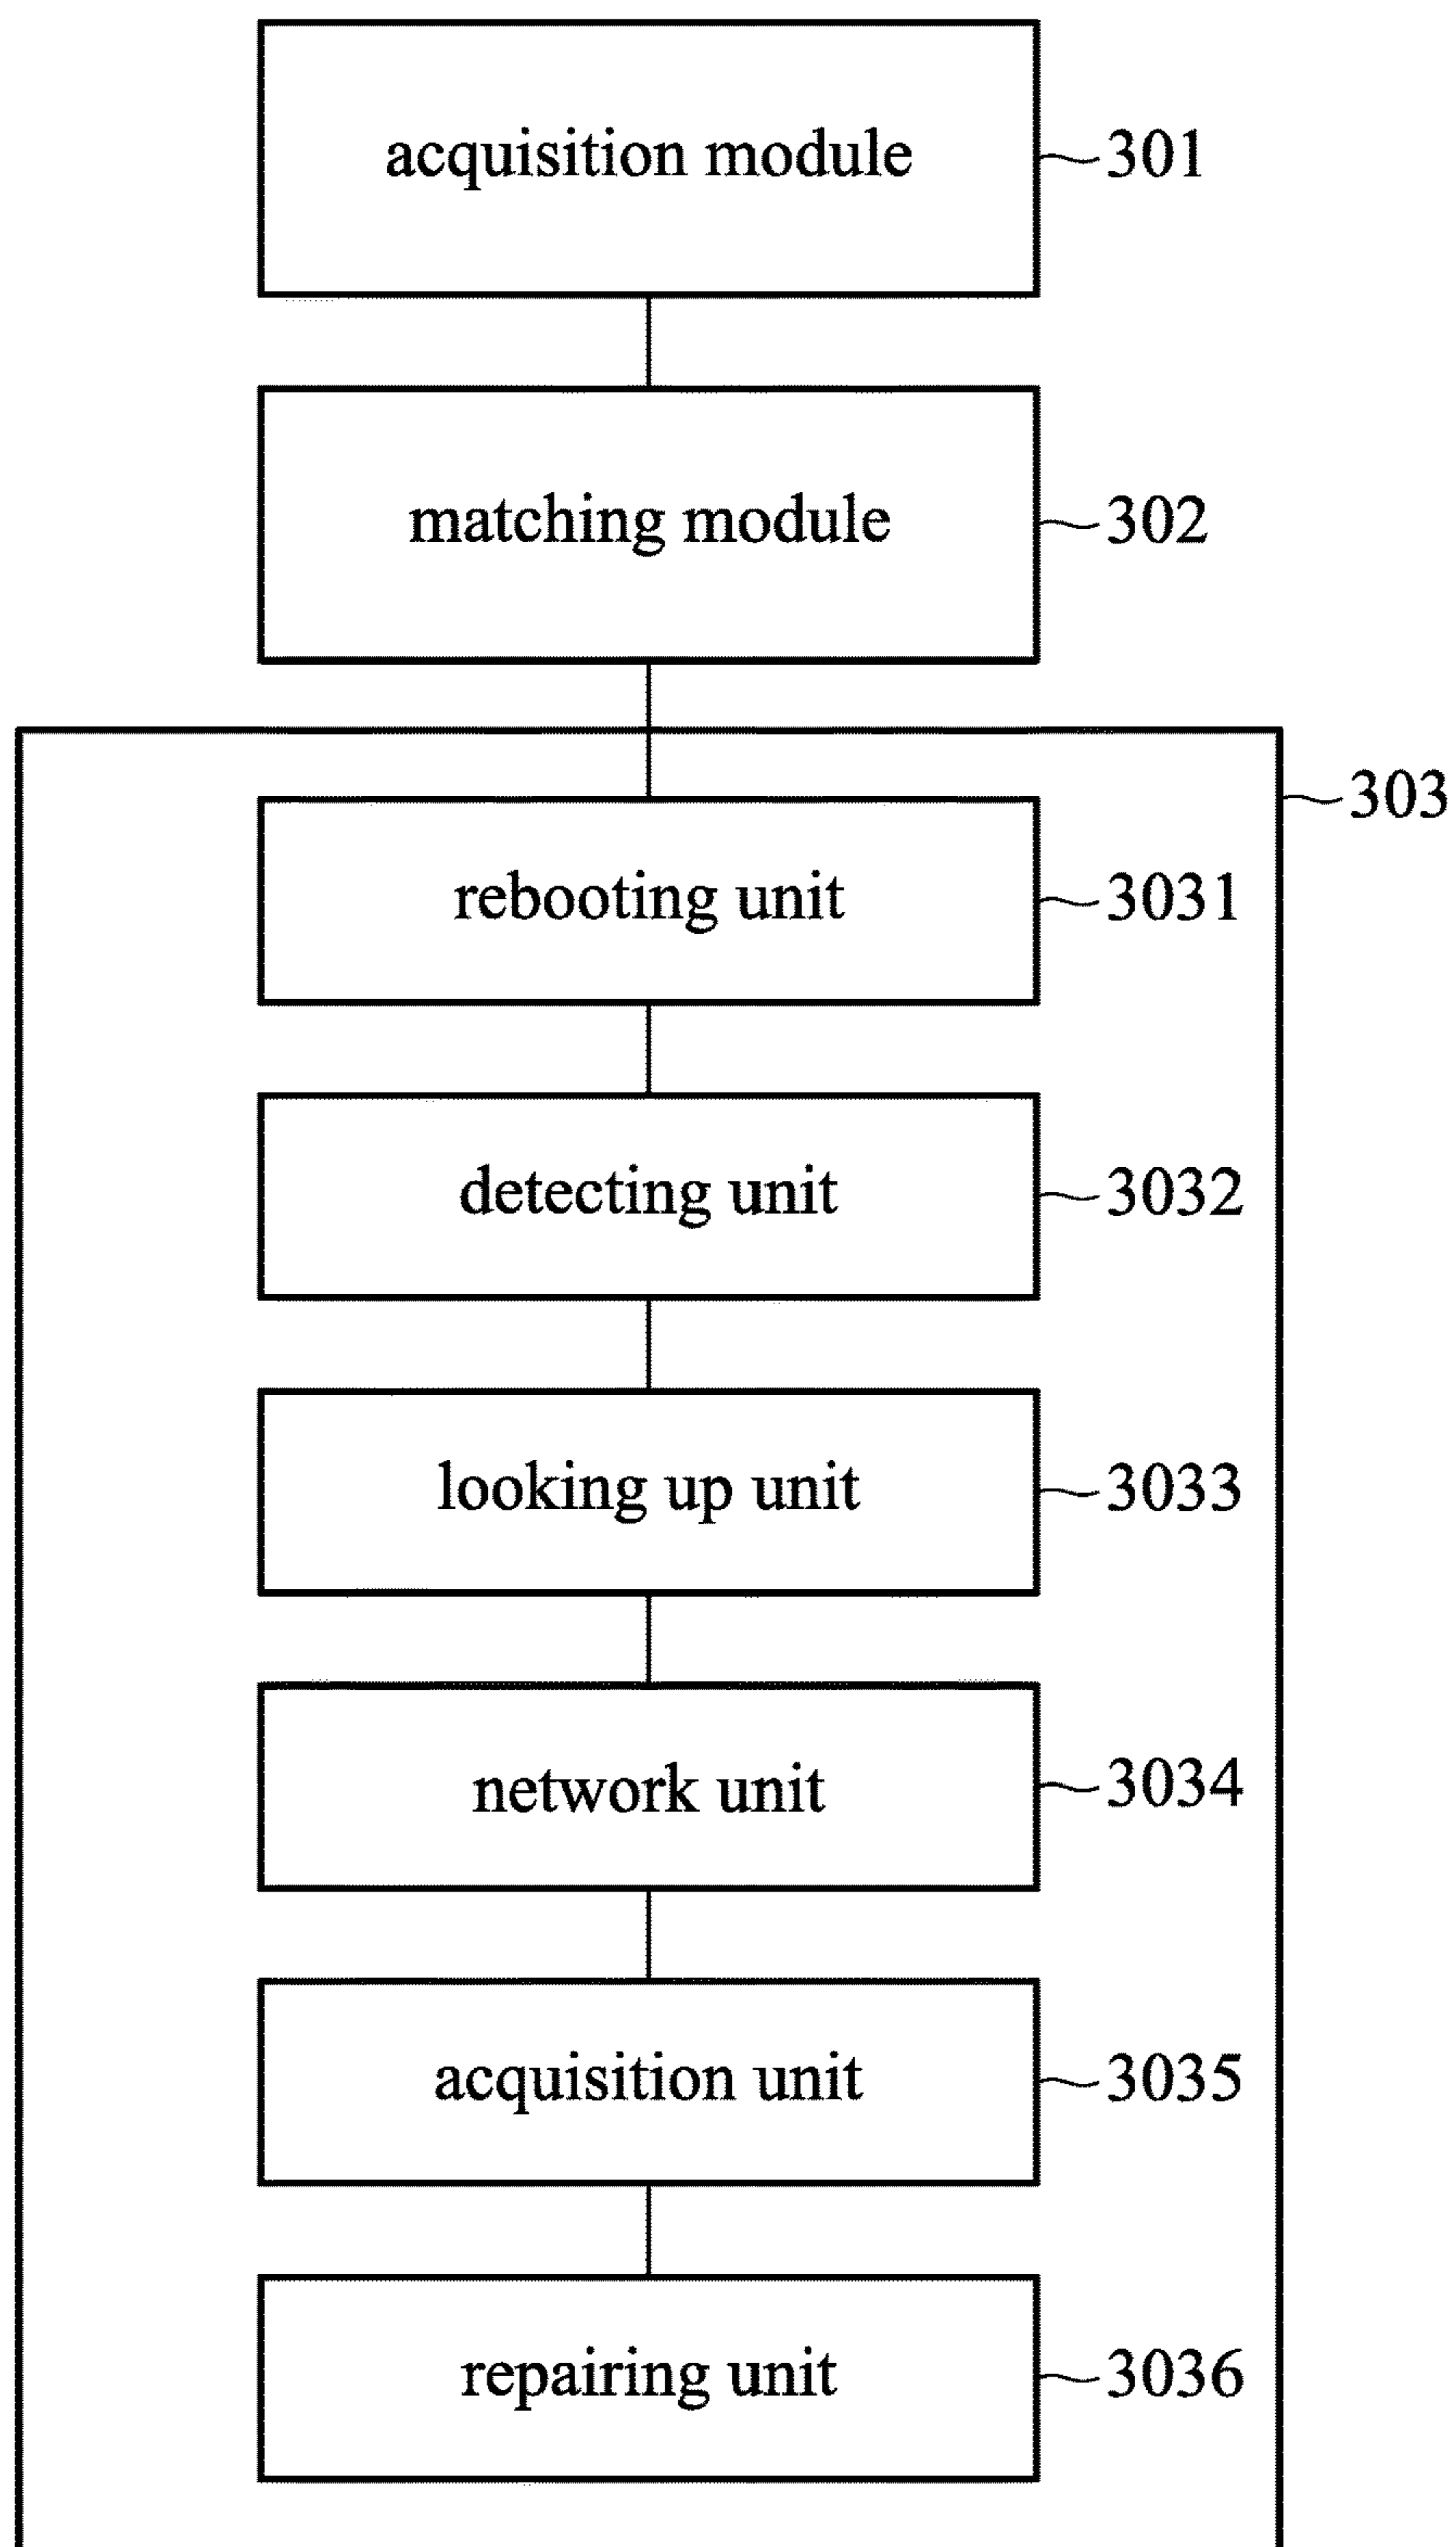 acquisition module 301
matching module 302
303
rebooting unit 3031
detecting unit 3032
looking up unit 3033
network unit 3034
acquisition unit 3035
repairing unit 3036